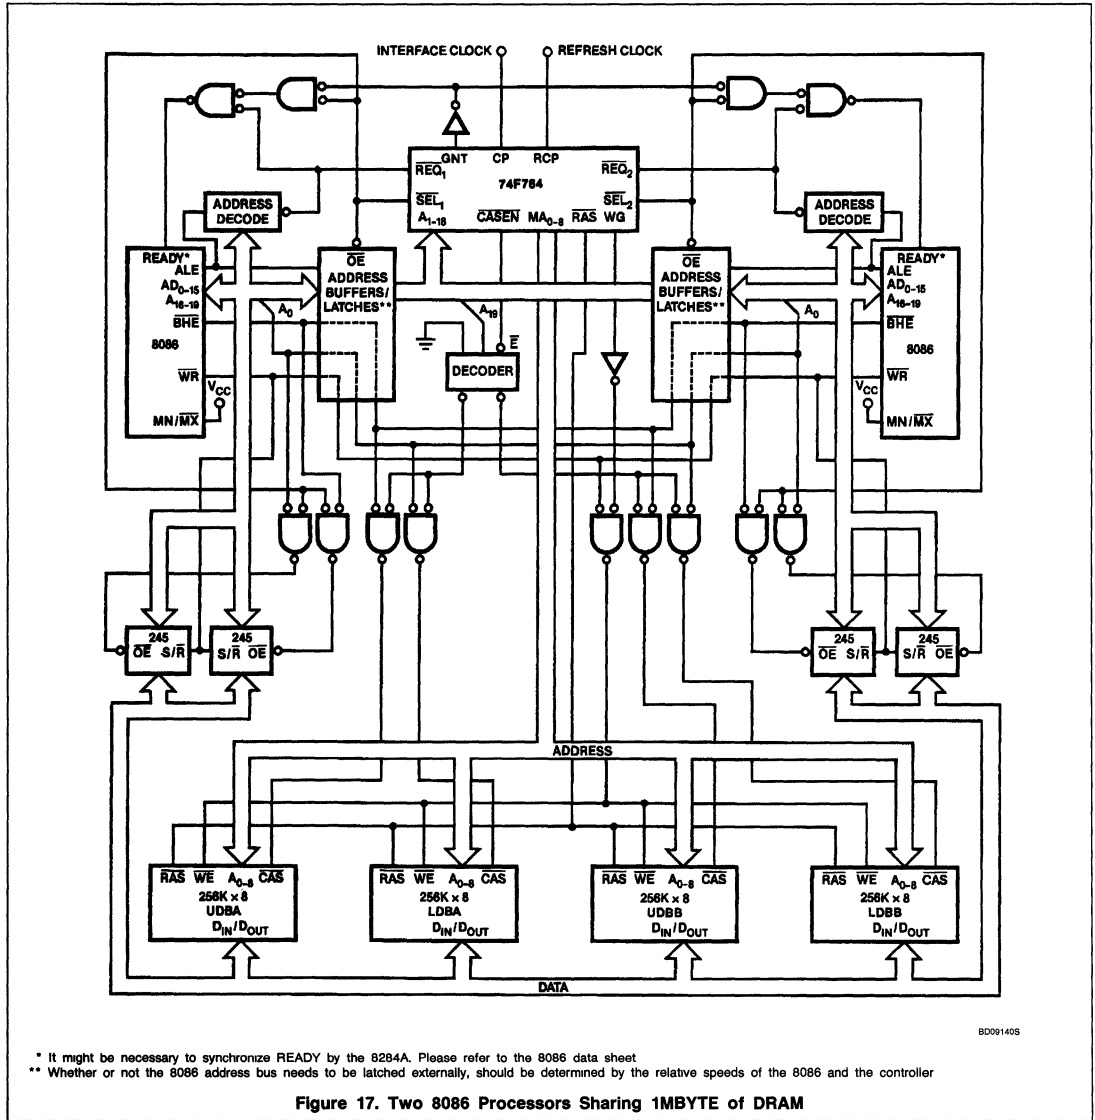 INTERFACE CLOCK
REFRESH CLOCK
GNT CP RCP
REQ1
REQ2
74F764
SEL1
SEL2
A1-18 CASEN MA0-8 RAS WG
ADDRESS
DECODE
ADDRESS
DECODE
READY*
ALE
AD0-15
A16-19
BHE
8086
WR
VCC
MN/MX
A0
OE
ADDRESS
BUFFERS/
LATCHES**
A19
E
DECODER
OE
ADDRESS
BUFFERS/
LATCHES**
A0
READY*
ALE
AD0-15
A16-19
BHE
8086
WR
VCC
MN/MX
245
OE S/R
245
S/R OE
245
OE S/R
245
S/R OE
ADDRESS
RAS WE A0-8 CAS
256K x 8
UDBA
DIN/DOUT
RAS WE A0-8 CAS
256K x 8
LDBA
DIN/DOUT
RAS WE A0-8 CAS
256K x 8
UDBB
DIN/DOUT
RAS WE A0-8 CAS
256K x 8
LDBB
DIN/DOUT
DATA
BD09140S
* It might be necessary to synchronize READY by the 8284A. Please refer to the 8086 data sheet
** Whether or not the 8086 address bus needs to be latched externally, should be determined by the relative speeds of the 8086 and the controller
Figure 17. Two 8086 Processors Sharing 1MBYTE of DRAM